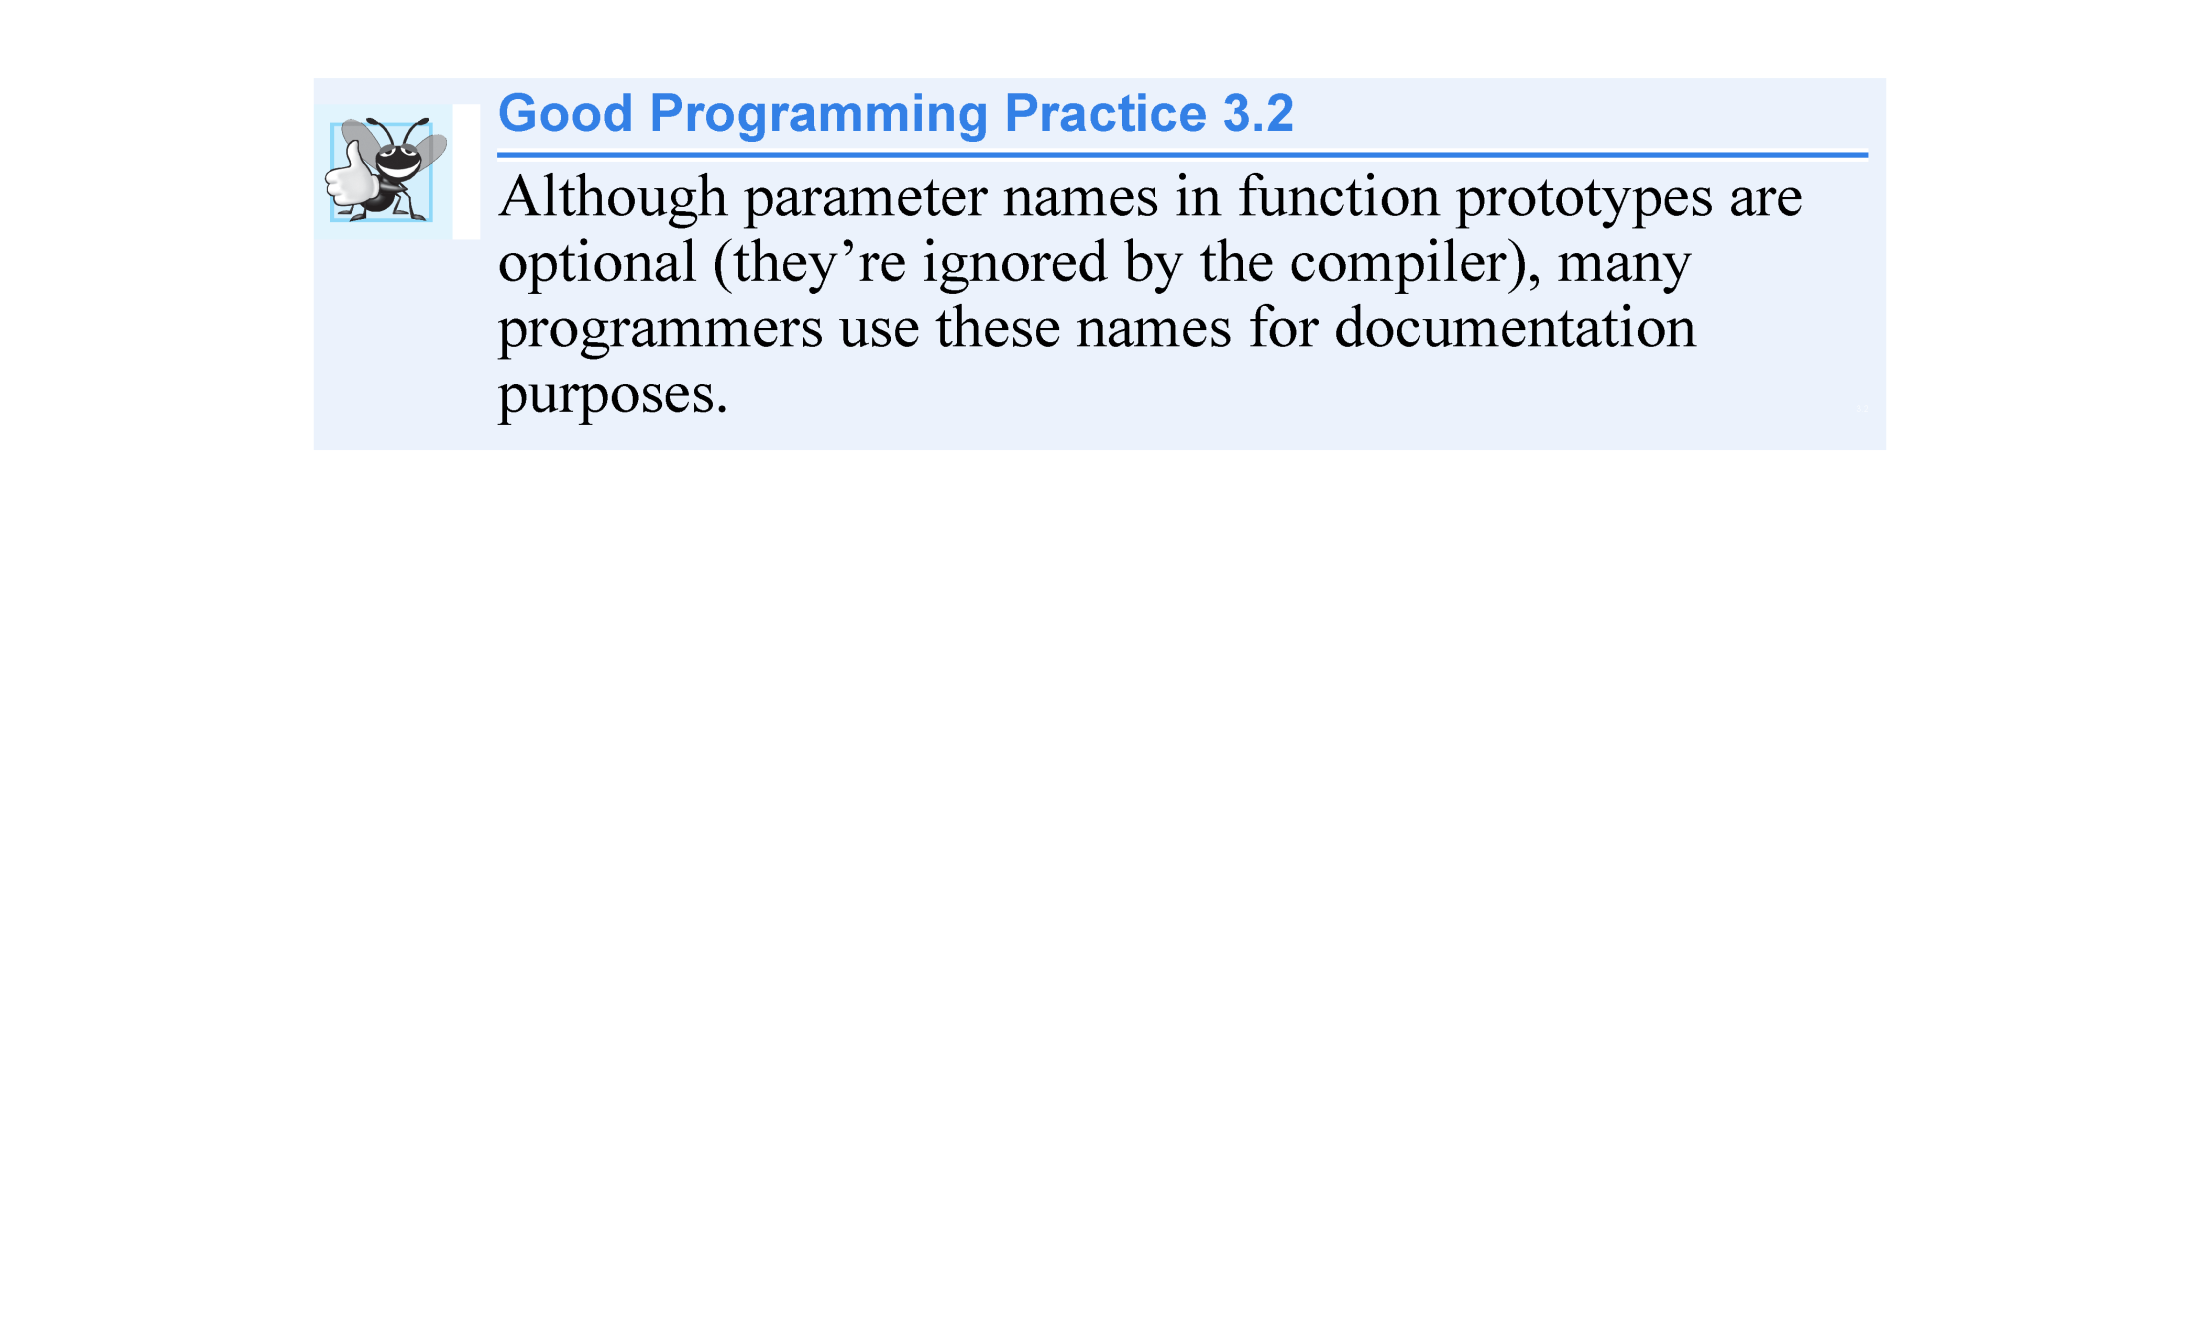 Good Programming Practice 3.2
Although parameter names in function prototypes are
optional (they’re ignored by the compiler), many
programmers use these names for documentation
purposes.